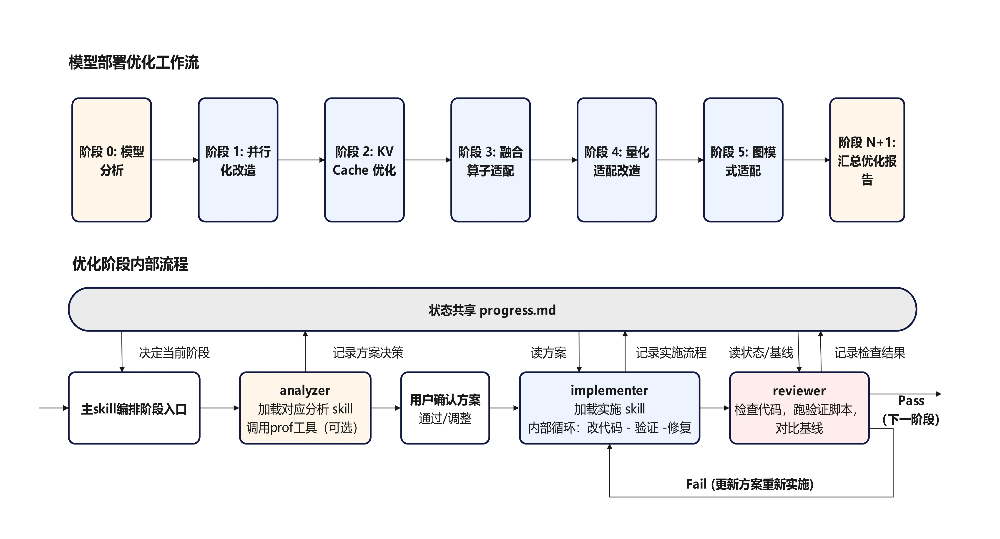 模型部署优化工作流
阶段 0: 模型
分析
阶段 1: 并行
化改造
阶段 2: KV
Cache 优化
阶段 3: 融合
算子适配
阶段 4: 量化
适配改造
阶段 5: 图模
式适配
阶段 N+1:
汇总优化报
告
优化阶段内部流程
状态共享 progress.md
决定当前阶段
记录方案决策
读方案
记录实施流程
读状态/基线
记录检查结果
主skill编排阶段入口
analyzer
加载对应分析 skill
调用prof工具（可选）
用户确认方案
通过/调整
implementer
加载实施 skill
内部循环：改代码 - 验证 -修复
reviewer
检查代码，跑验证脚本，
对比基线
Pass
(下一阶段)
Fail (更新方案重新实施)